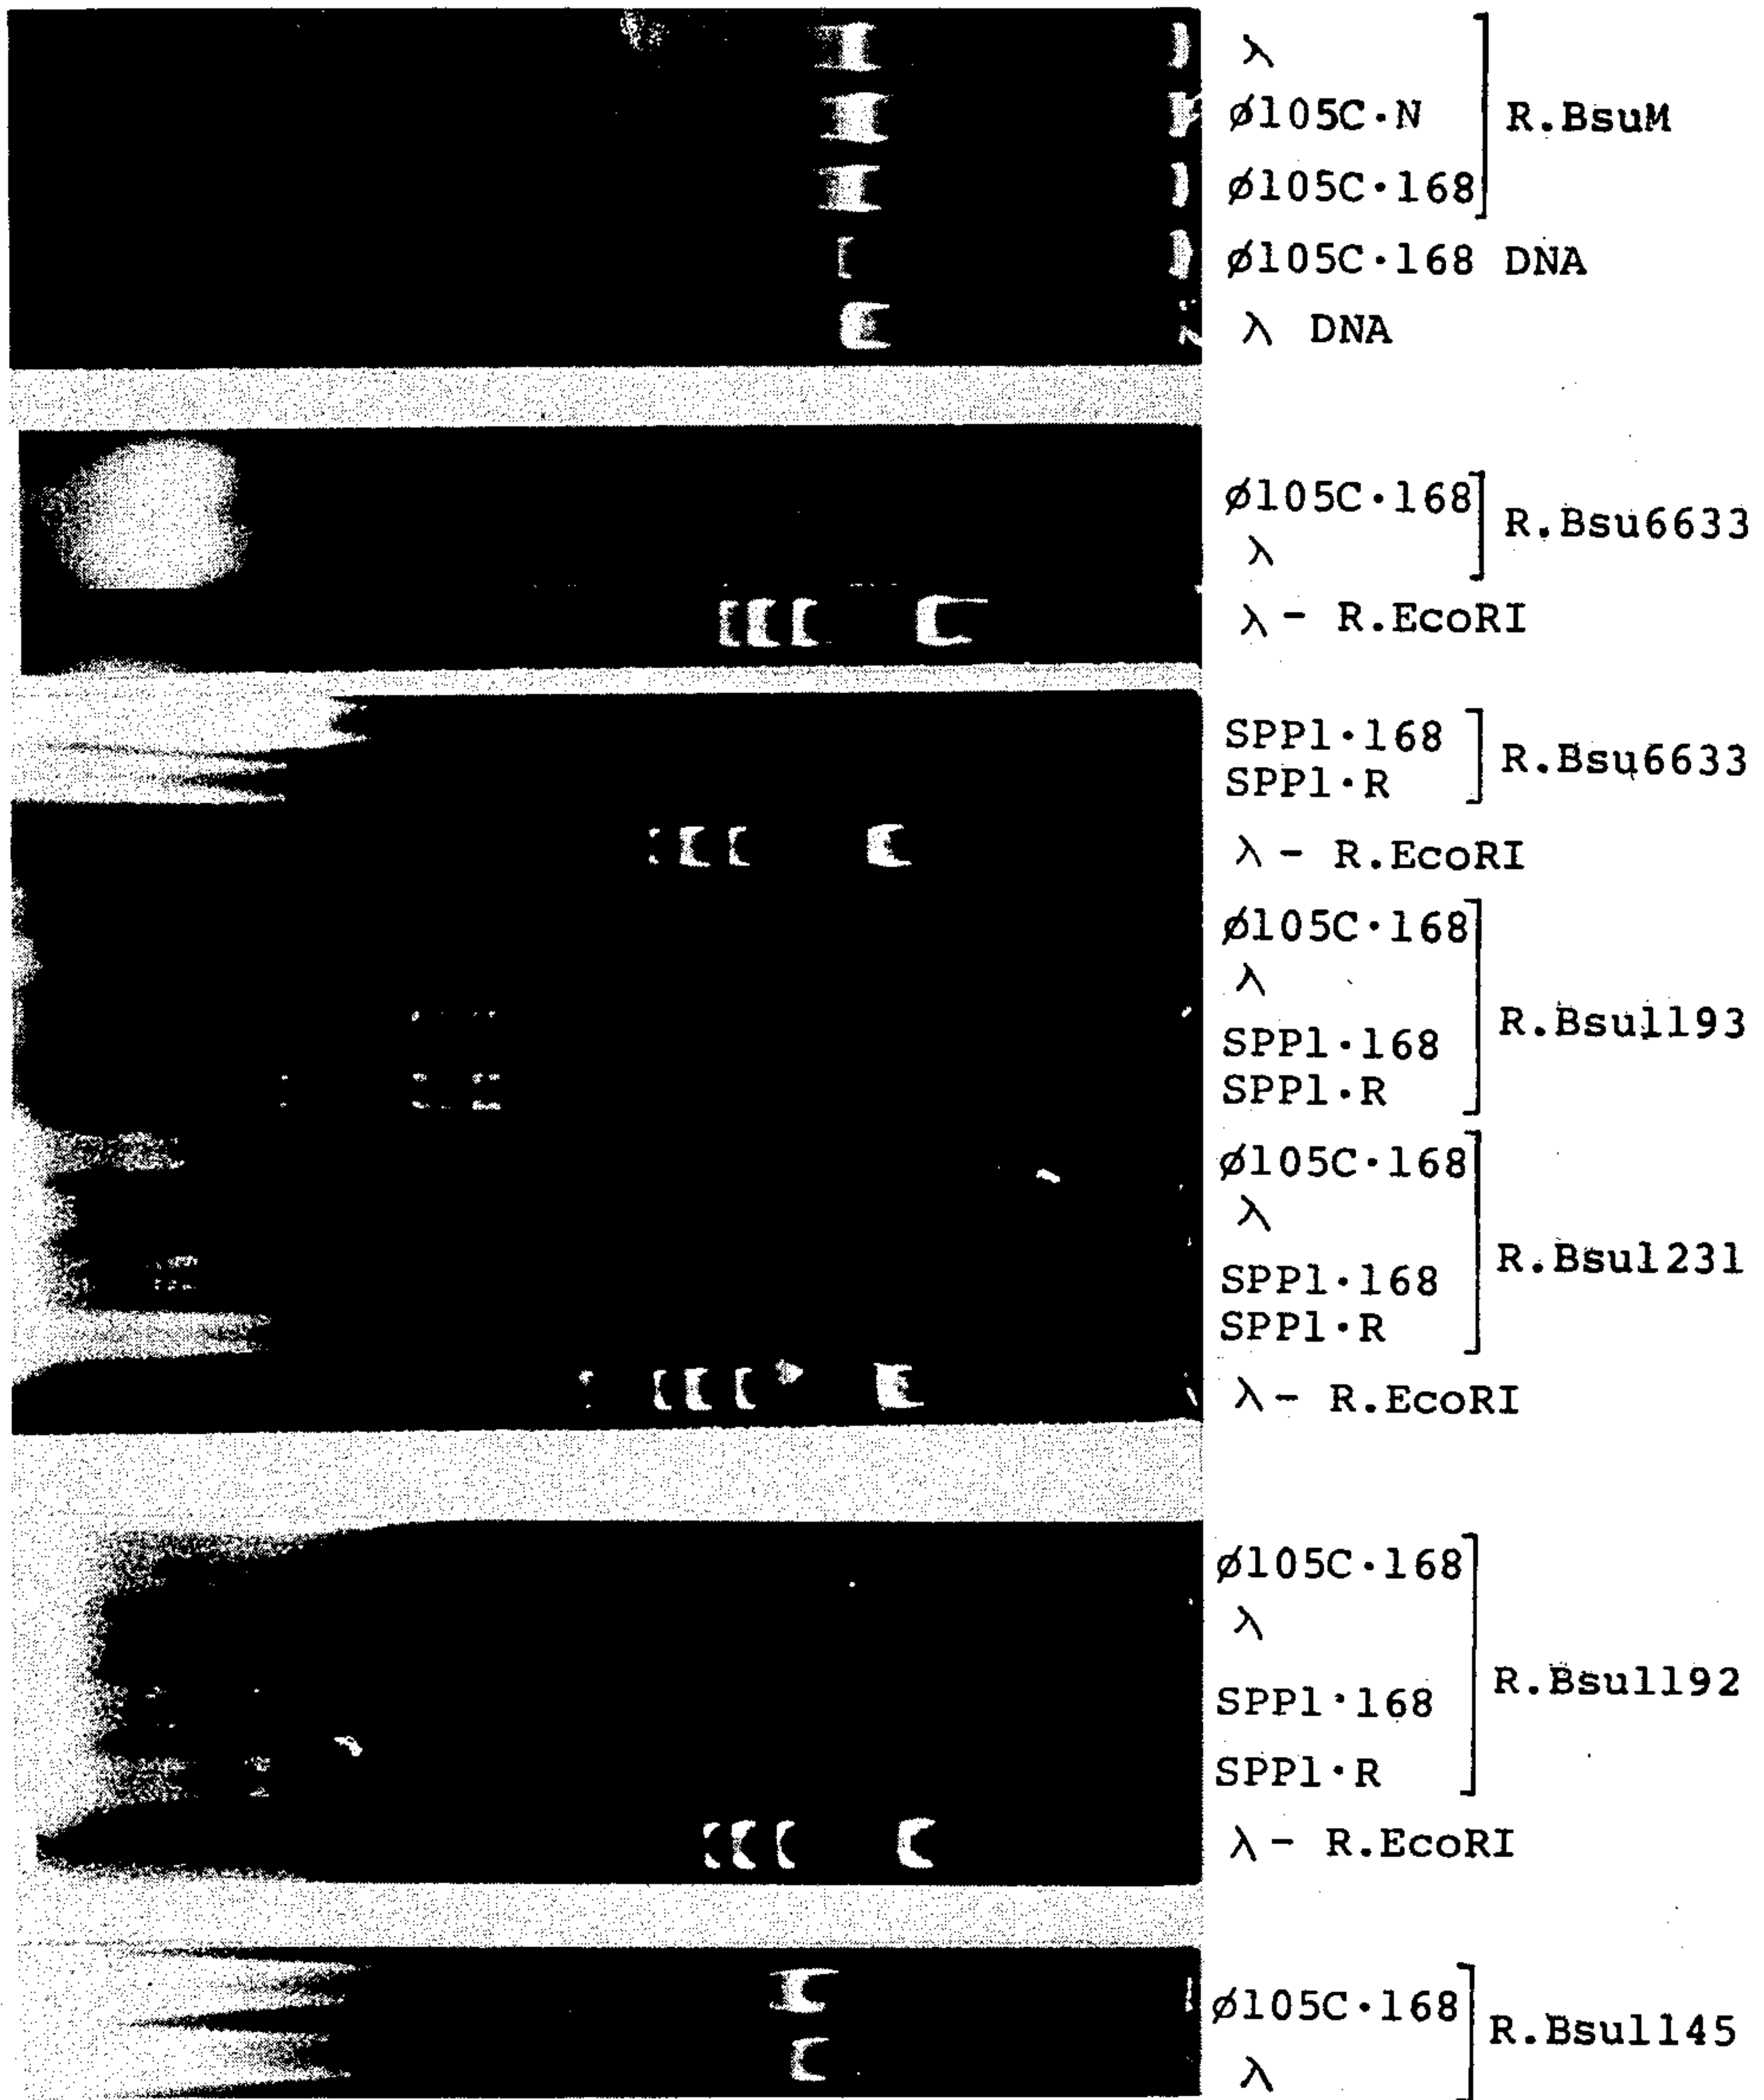 λ
ø105C·N
R.BsuM
ø105C·168
ø105C·168 DNA
λ DNA
ø105C·168
R.Bsu6633
λ
λ - R.EcoRI
SPP1·168
R.Bsu6633
SPP1·R
λ - R.EcoRI
ø105C·168
λ
R.Bsu1193
SPP1·168
SPP1·R
ø105C·168
λ
R.Bsu1231
SPP1·168
SPP1·R
λ - R.EcoRI
ø105C·168
λ
R.Bsu1192
SPP1·168
SPP1·R
λ - R.EcoRI
ø105C·168
R.Bsu1145
λ